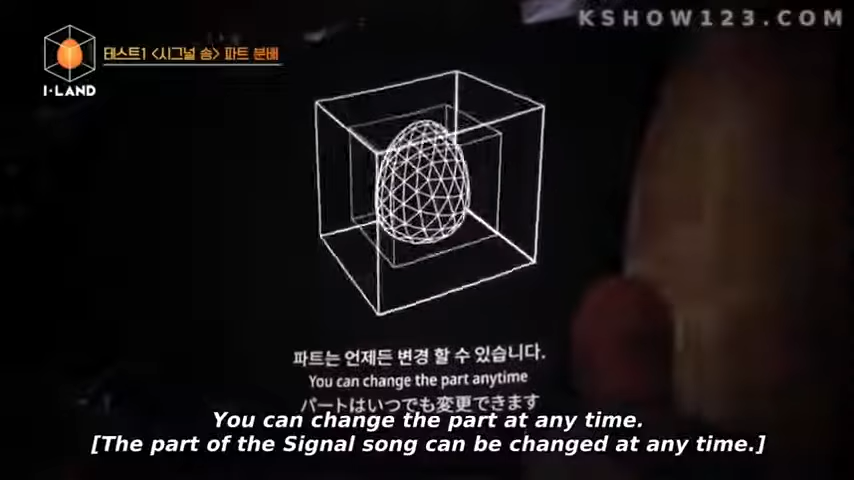 KSHOW123.COM
테스트1 <시그널 송> 파트 분배
I·LAND
파트는 언제든 변경 할 수 있습니다.
You can change the part anytime
パートはいつでも変更できます
You can change the part at any time.
[The part of the Signal song can be changed at any time.]